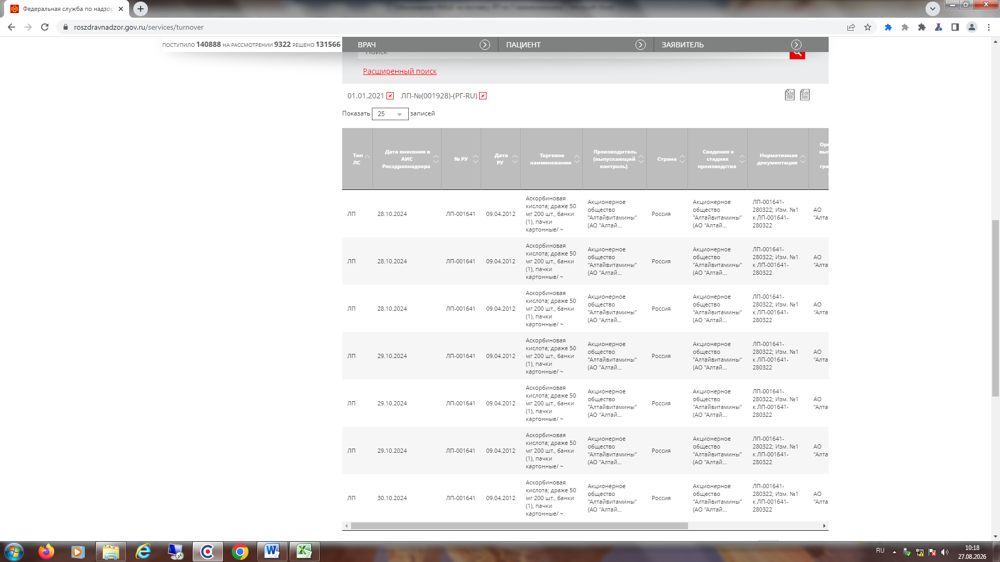 Федеральная служба по надзор
roszdravnadzor.gov.ru/services/turnover
ПОСТУПИЛО 140888 НА РАССМОТРЕНИИ 9322 РЕШЕНО 131566
ВРАЧ
ПАЦИЕНТ
ЗАЯВИТЕЛЬ
Поиск
Расширенный поиск
01.01.2021
ЛП-№(001928)-(РГ-RU)
xls
pdf
Показать 25 записей
Тип ЛС
Дата внесения в АИС Росздравнадзора
№ РУ
Дата РУ
Торговое наименование
Производитель (выпускающий контроль)
Страна
Сведения о стадиях производства
Нормативная документация
ЛП
28.10.2024
ЛП-001641
09.04.2012
Аскорбиновая кислота; драже 50 мг 200 шт., банки (1), пачки картонные/ ~
Акционерное общество "Алтайвитамины" (АО "Алтай...
Россия
Акционерное общество "Алтайвитамины" (АО "Алтай...
ЛП-001641-280322; Изм. №1 к ЛП-001641-280322
АО "Алта
ЛП
28.10.2024
ЛП-001641
09.04.2012
Аскорбиновая кислота; драже 50 мг 200 шт., банки (1), пачки картонные/ ~
Акционерное общество "Алтайвитамины" (АО "Алтай...
Россия
Акционерное общество "Алтайвитамины" (АО "Алтай...
ЛП-001641-280322; Изм. №1 к ЛП-001641-280322
АО "Алта
ЛП
28.10.2024
ЛП-001641
09.04.2012
Аскорбиновая кислота; драже 50 мг 200 шт., банки (1), пачки картонные/ ~
Акционерное общество "Алтайвитамины" (АО "Алтай...
Россия
Акционерное общество "Алтайвитамины" (АО "Алтай...
ЛП-001641-280322; Изм. №1 к ЛП-001641-280322
АО "Алта
ЛП
29.10.2024
ЛП-001641
09.04.2012
Аскорбиновая кислота; драже 50 мг 200 шт., банки (1), пачки картонные/ ~
Акционерное общество "Алтайвитамины" (АО "Алтай...
Россия
Акционерное общество "Алтайвитамины" (АО "Алтай...
ЛП-001641-280322; Изм. №1 к ЛП-001641-280322
АО "Алта
ЛП
29.10.2024
ЛП-001641
09.04.2012
Аскорбиновая кислота; драже 50 мг 200 шт., банки (1), пачки картонные/ ~
Акционерное общество "Алтайвитамины" (АО "Алтай...
Россия
Акционерное общество "Алтайвитамины" (АО "Алтай...
ЛП-001641-280322; Изм. №1 к ЛП-001641-280322
АО "Алта
ЛП
29.10.2024
ЛП-001641
09.04.2012
Аскорбиновая кислота; драже 50 мг 200 шт., банки (1), пачки картонные/ ~
Акционерное общество "Алтайвитамины" (АО "Алтай...
Россия
Акционерное общество "Алтайвитамины" (АО "Алтай...
ЛП-001641-280322; Изм. №1 к ЛП-001641-280322
АО "Алта
ЛП
30.10.2024
ЛП-001641
09.04.2012
Аскорбиновая кислота; драже 50 мг 200 шт., банки (1), пачки картонные/ ~
Акционерное общество "Алтайвитамины" (АО "Алтай...
Россия
Акционерное общество "Алтайвитамины" (АО "Алтай...
ЛП-001641-280322; Изм. №1 к ЛП-001641-280322
АО "Алта
RU
10:18
27.08.2026